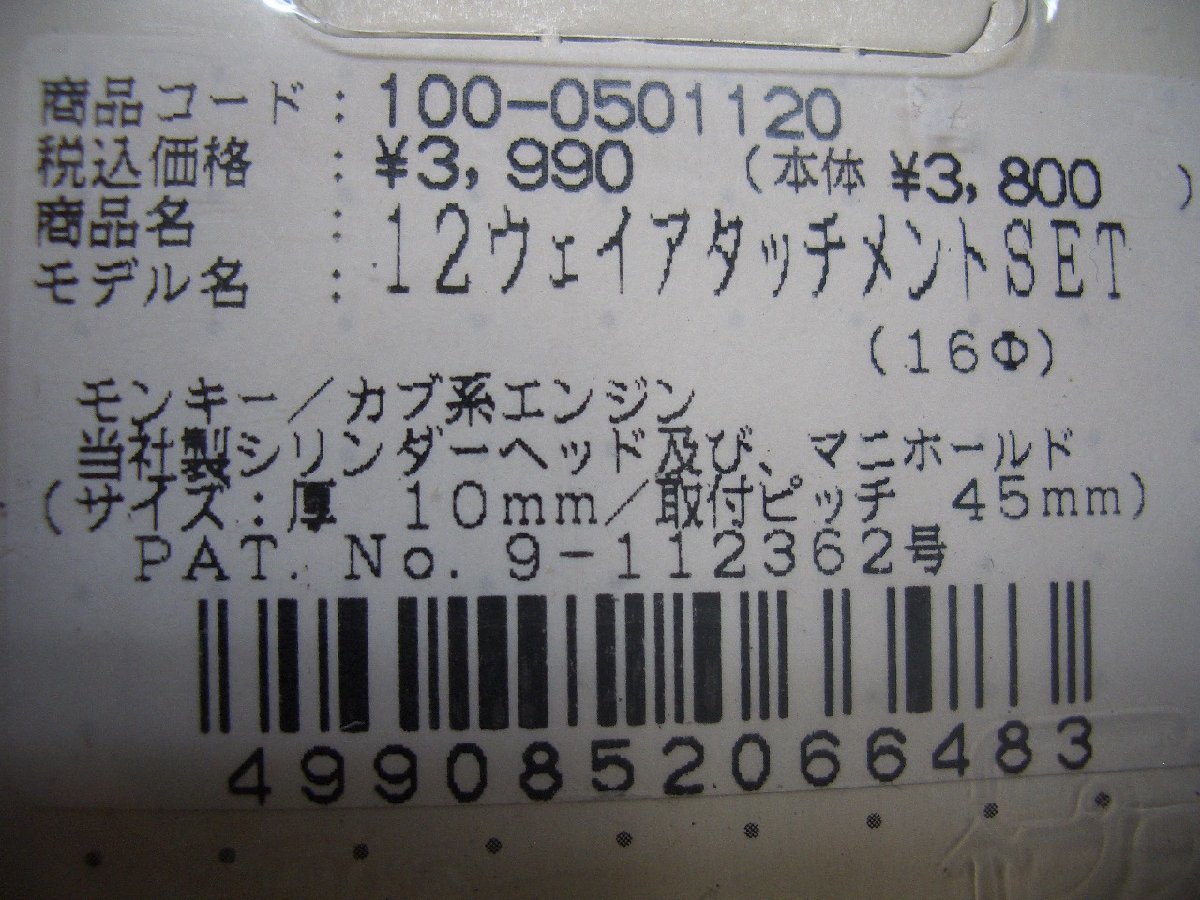 商品コード : 100-0501120
税込価格 : ¥3,990 (本体 ¥3,800 )
商品名 : 12ウェイアタッチメントSET
モデル名 :
(16Φ)
モンキー/カブ系エンジン
当社製シリンダーヘッド及び、マニホールド
(サイズ:厚 10mm/取付ピッチ 45mm)
PAT. No. 9-112362号
4990852066483